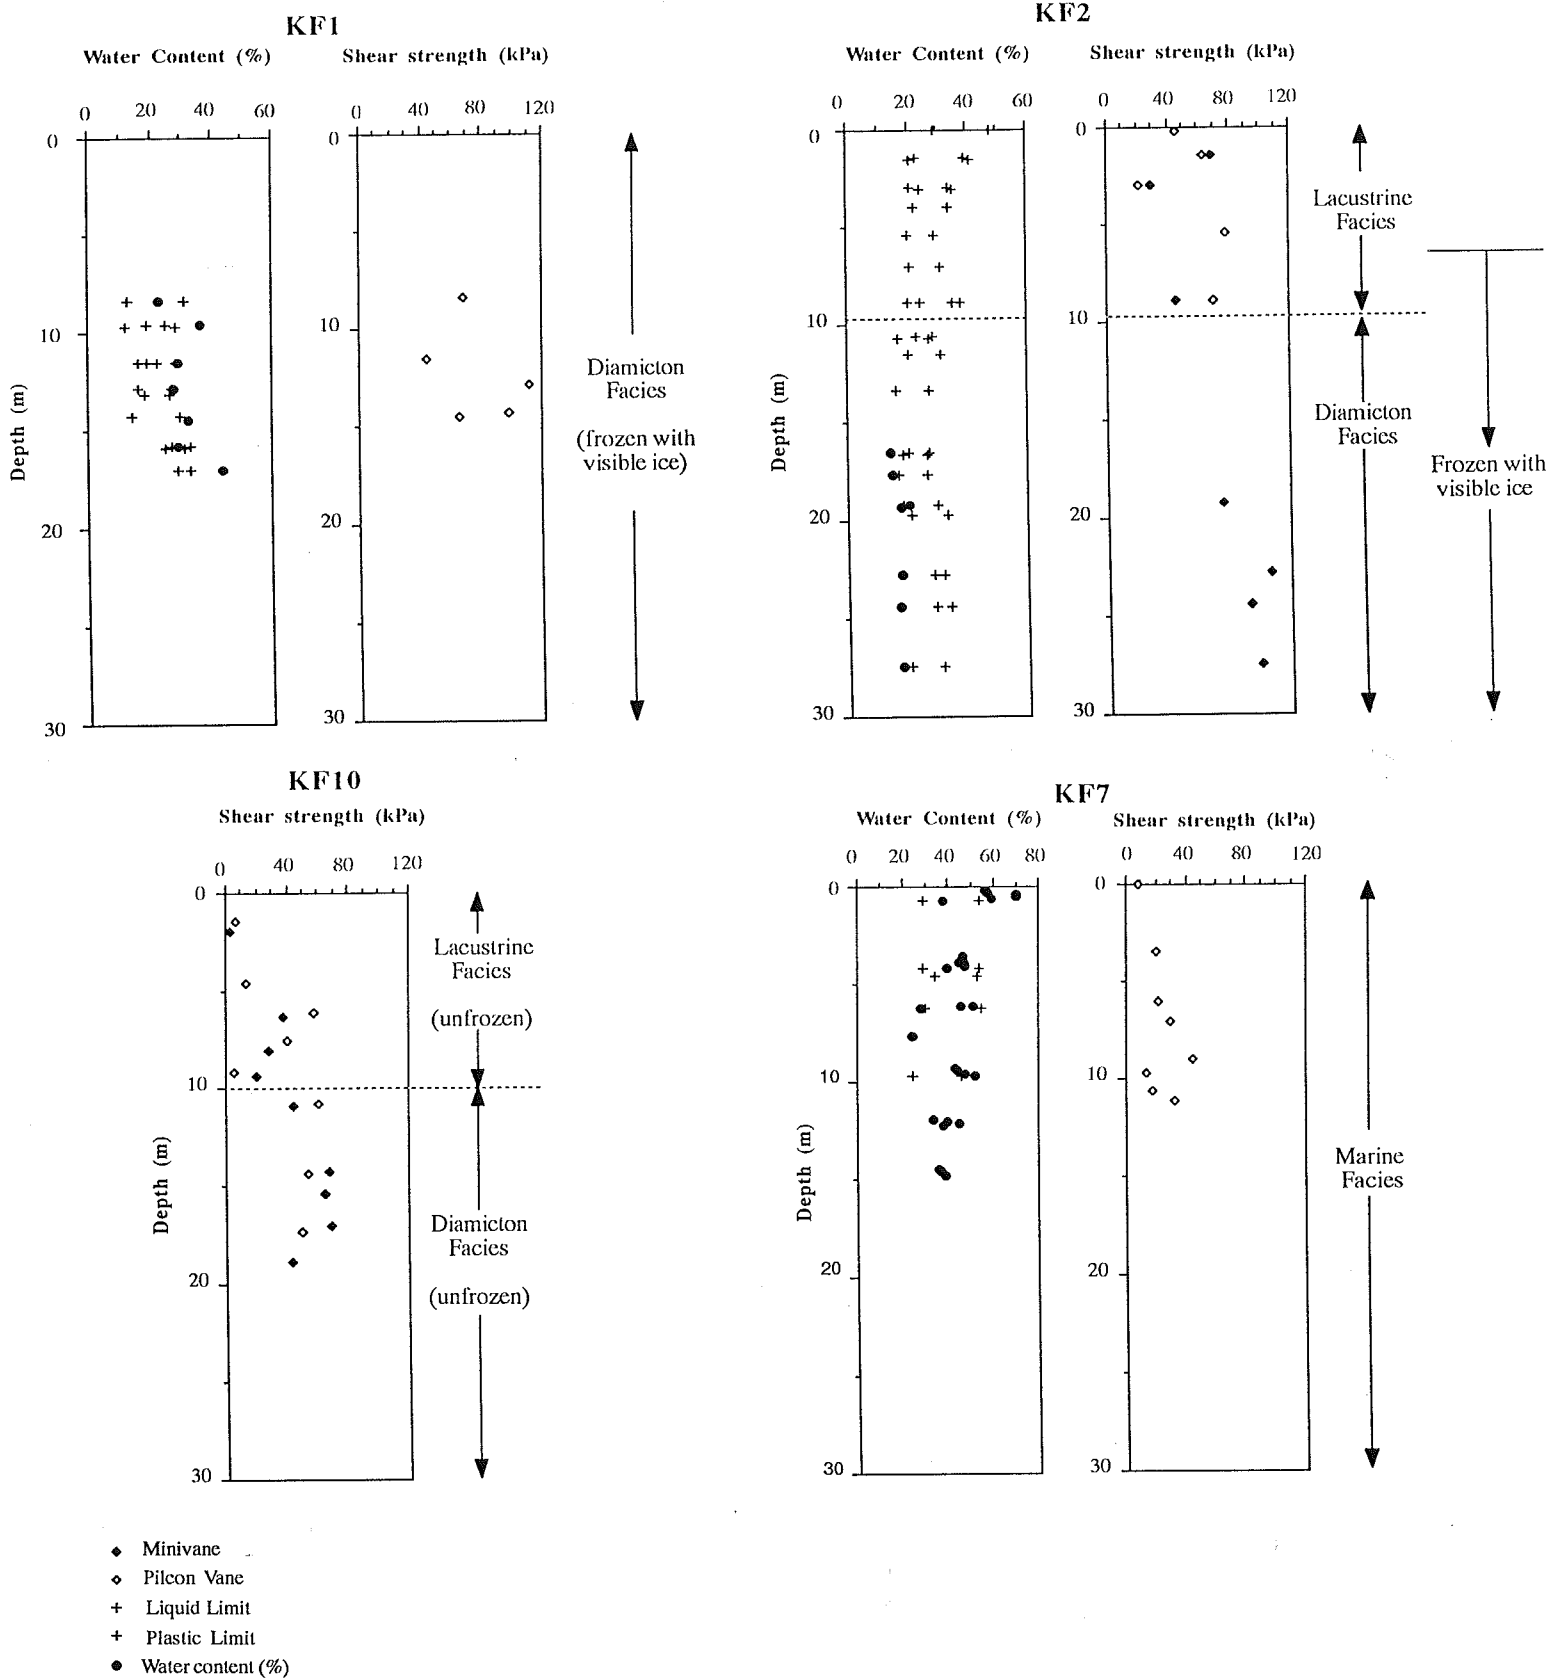 KF1
Water Content (%)
Shear strength (kPa)
0 20 40 60
0 40 80 120
0
10
20
30
0
10
20
30
Depth (m)
Diamicton
Facies
(frozen with
visible ice)
KF2
Water Content (%)
Shear strength (kPa)
0 20 40 60
0 40 80 120
0
10
20
30
0
10
20
30
Depth (m)
Lacustrine
Facies
Diamicton
Facies
Frozen with
visible ice
KF10
Shear strength (kPa)
0 40 80 120
0
10
20
30
Depth (m)
Lacustrine
Facies
(unfrozen)
Diamicton
Facies
(unfrozen)
KF7
Water Content (%)
Shear strength (kPa)
0 20 40 60 80
0 40 80 120
0
10
20
30
0
10
20
30
Depth (m)
Marine
Facies
Minivane
Pilcon Vane
Liquid Limit
Plastic Limit
Water content (%)